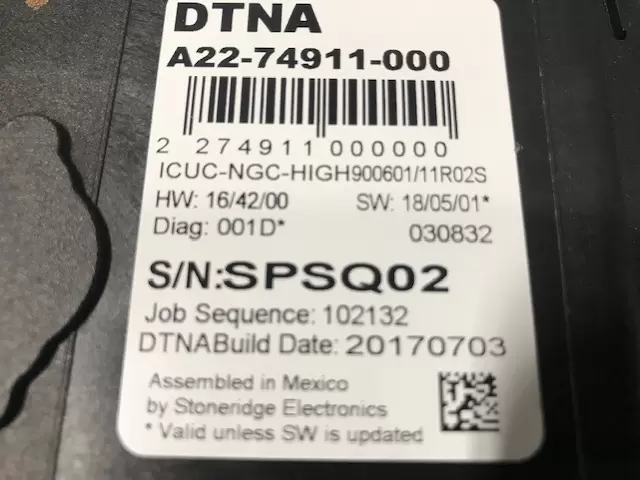 DTNA
A22-74911-000
2 274911 000000
ICUC-NGC-HIGH900601/11R02S
HW: 16/42/00 SW: 18/05/01*
Diag: 001D* 030832
S/N:SPSQ02
Job Sequence: 102132
DTNABuild Date: 20170703
Assembled in Mexico
by Stoneridge Electronics
* Valid unless SW is updated